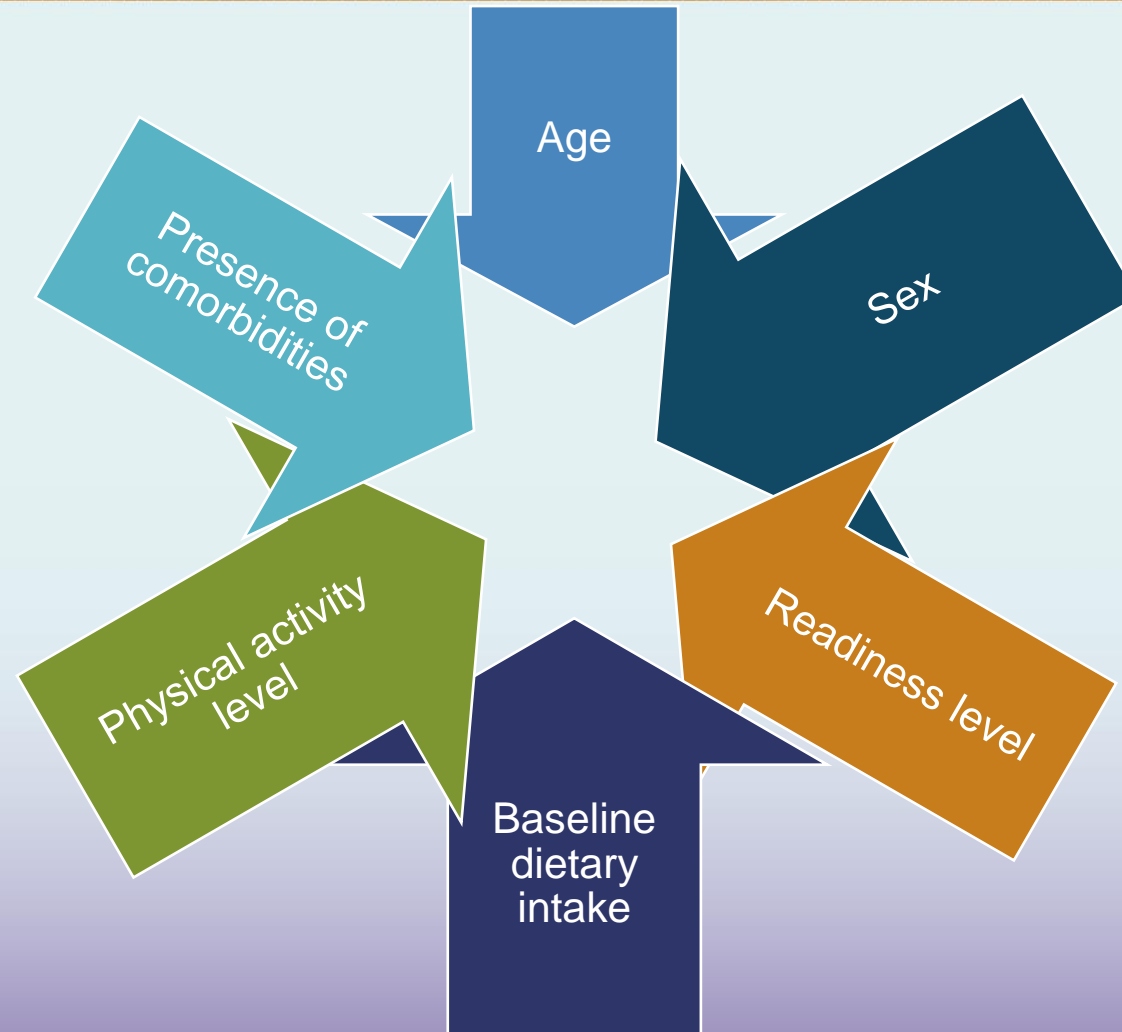 Age
Sex
Readiness level
Baseline
dietary
intake
Physical activity
level
Presence of
comorbidities